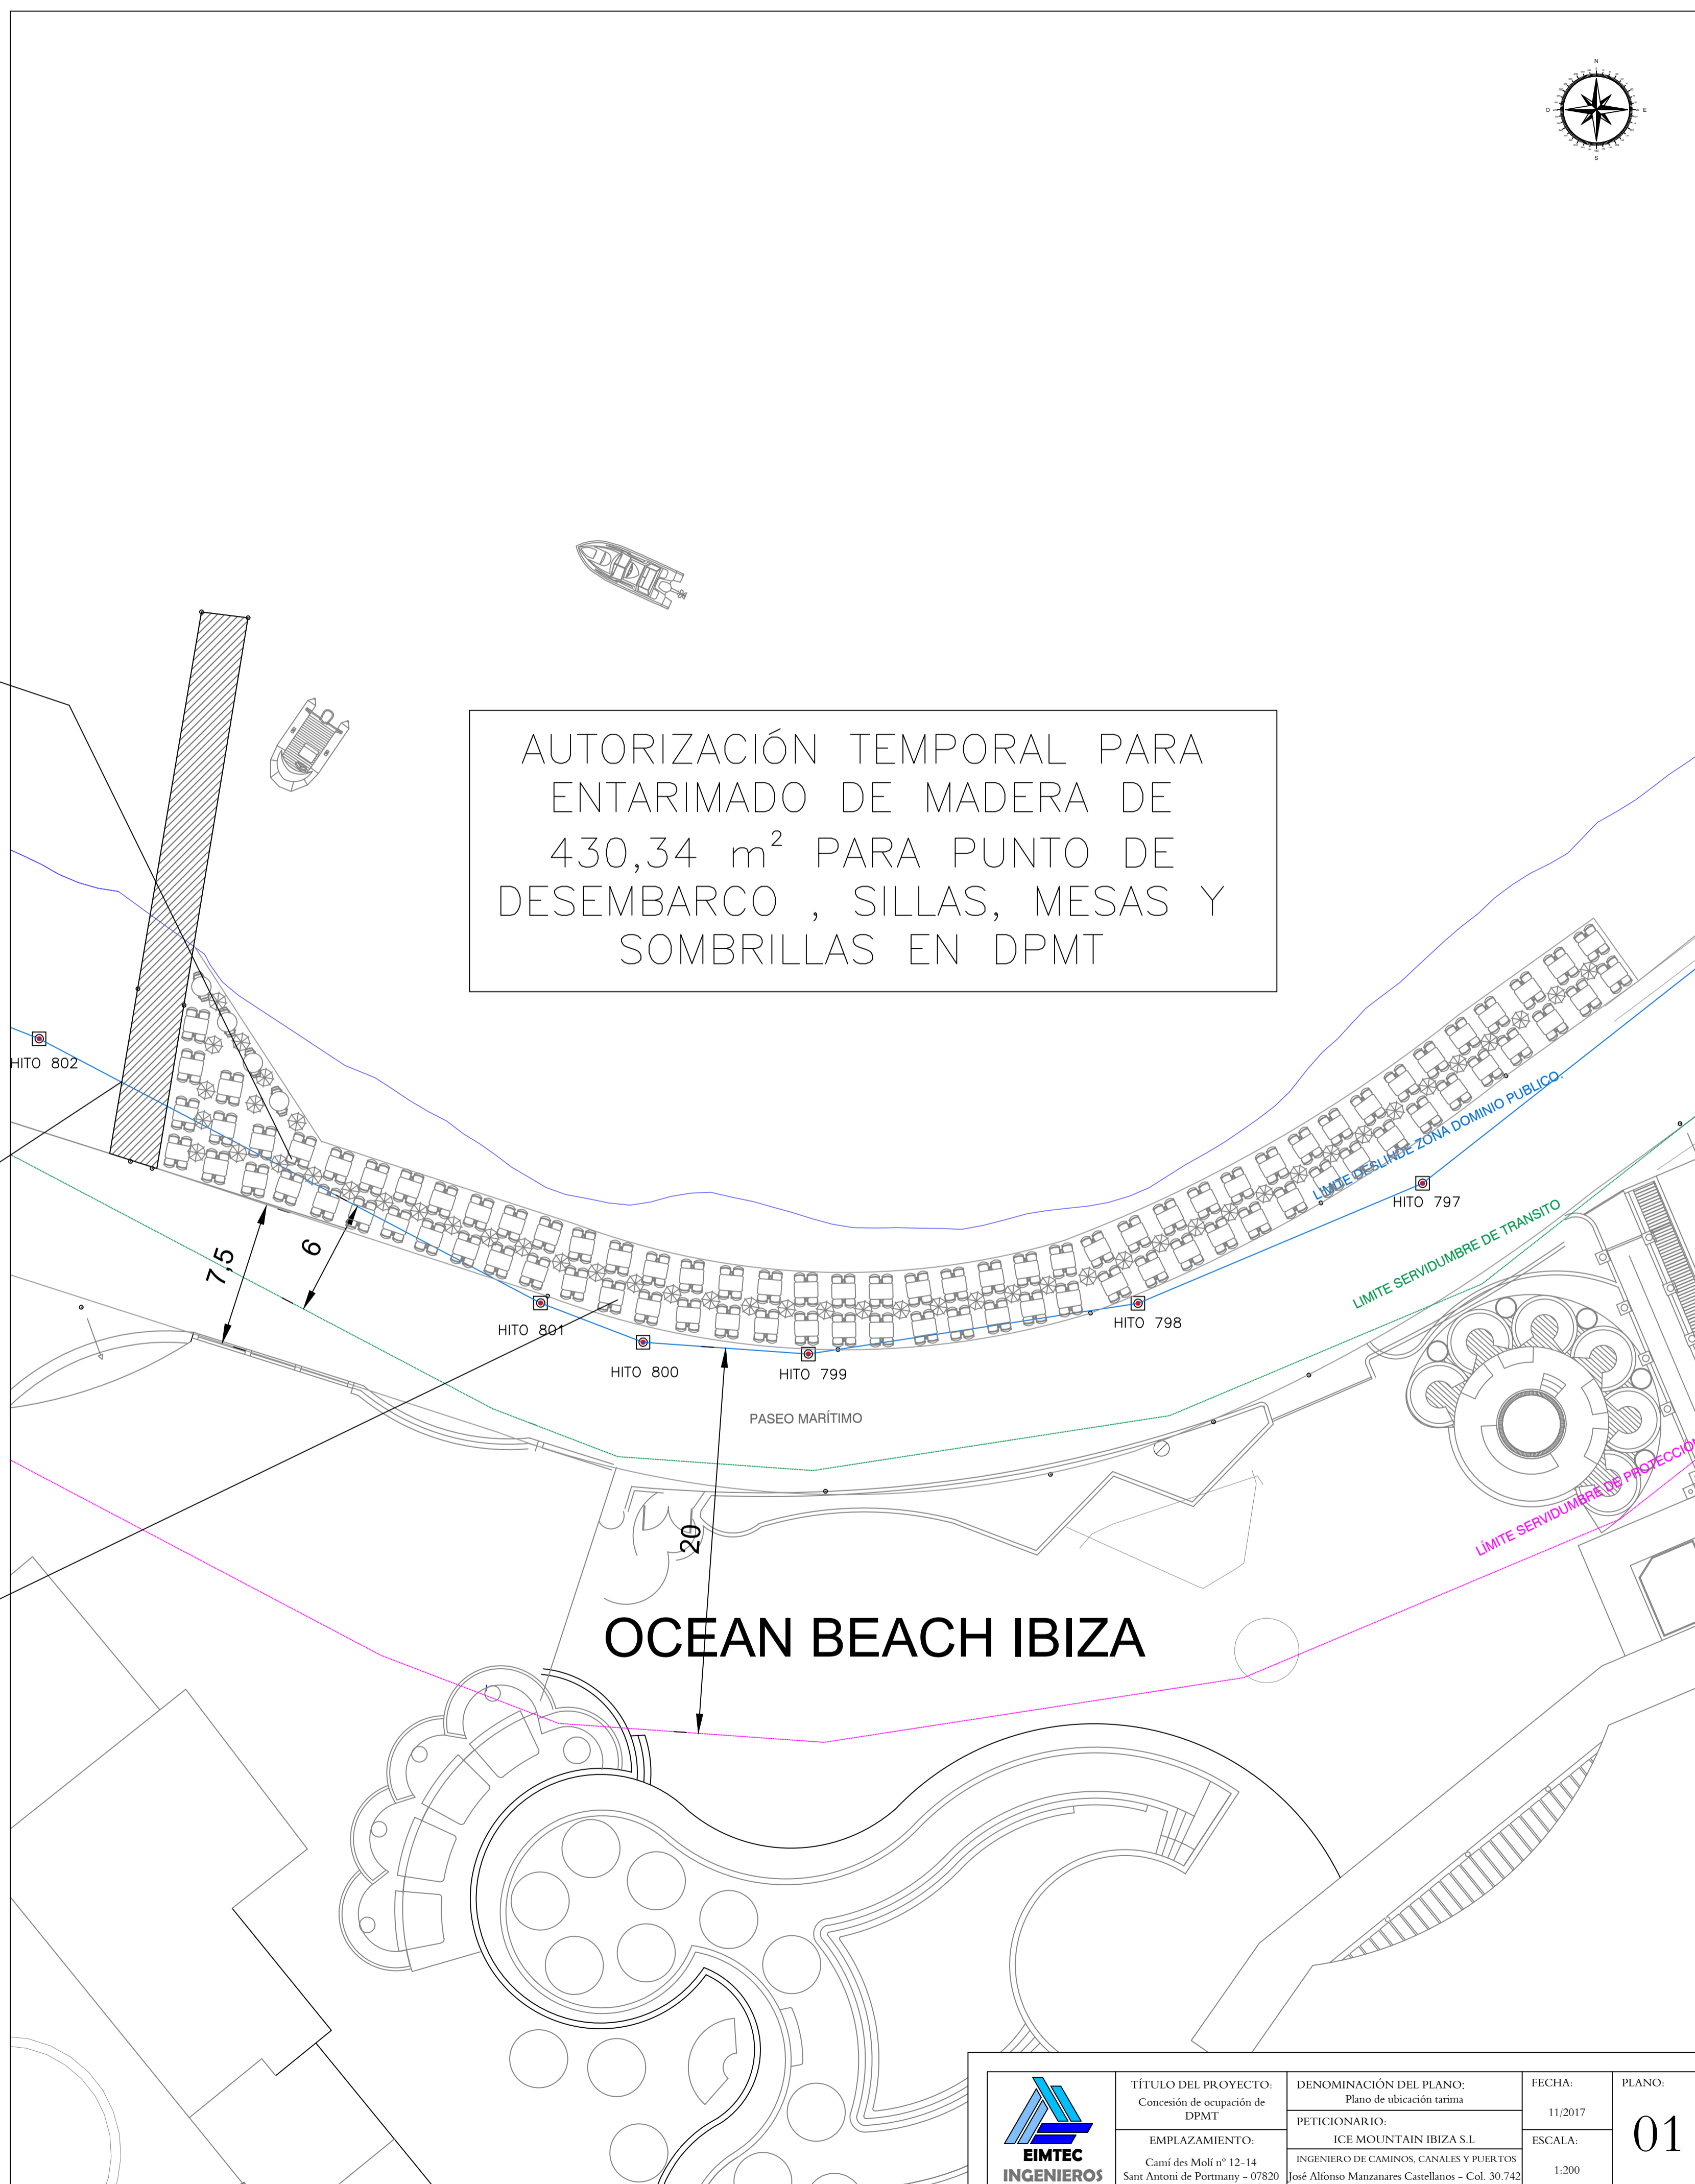 N
O
E
S
AUTORIZACIÓN TEMPORAL PARA
ENTARIMADO DE MADERA DE
430,34 m² PARA PUNTO DE
DESEMBARCO , SILLAS, MESAS Y
SOMBRILLAS EN DPMT
HITO 802
LIMITE DESLINDE ZONA DOMINIO PUBLICO.
HITO 797
LIMITE SERVIDUMBRE DE TRANSITO
7,5
6
HITO 801
HITO 800
HITO 799
HITO 798
PASEO MARÍTIMO
LÍMITE SERVIDUMBRE DE PROTECCIÓN
20
OCEAN BEACH IBIZA
EIMTEC
INGENIEROS
TÍTULO DEL PROYECTO:
Concesión de ocupación de
DPMT
EMPLAZAMIENTO:
Camí des Molí nº 12-14
Sant Antoni de Portmany - 07820
DENOMINACIÓN DEL PLANO:
Plano de ubicación tarima
PETICIONARIO:
ICE MOUNTAIN IBIZA S.L
INGENIERO DE CAMINOS, CANALES Y PUERTOS
José Alfonso Manzanares Castellanos - Col. 30.742
FECHA:
11/2017
ESCALA:
1:200
PLANO:
01